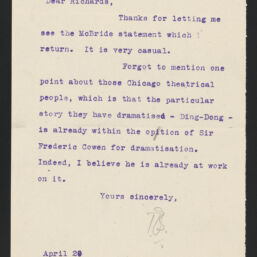 Dear Richards,
Thanks for letting me
see the McBride statement which I
return. It is very casual.
Forgot to mention one
point about those Chicago theatrical
people, which is that the particular
story they have dramatised - Ding-Dong -
is already within the option of Sir
Frederic Cowen for dramatisation.
Indeed, I believe he is already at work
on it.
Yours sincerely,
April 20